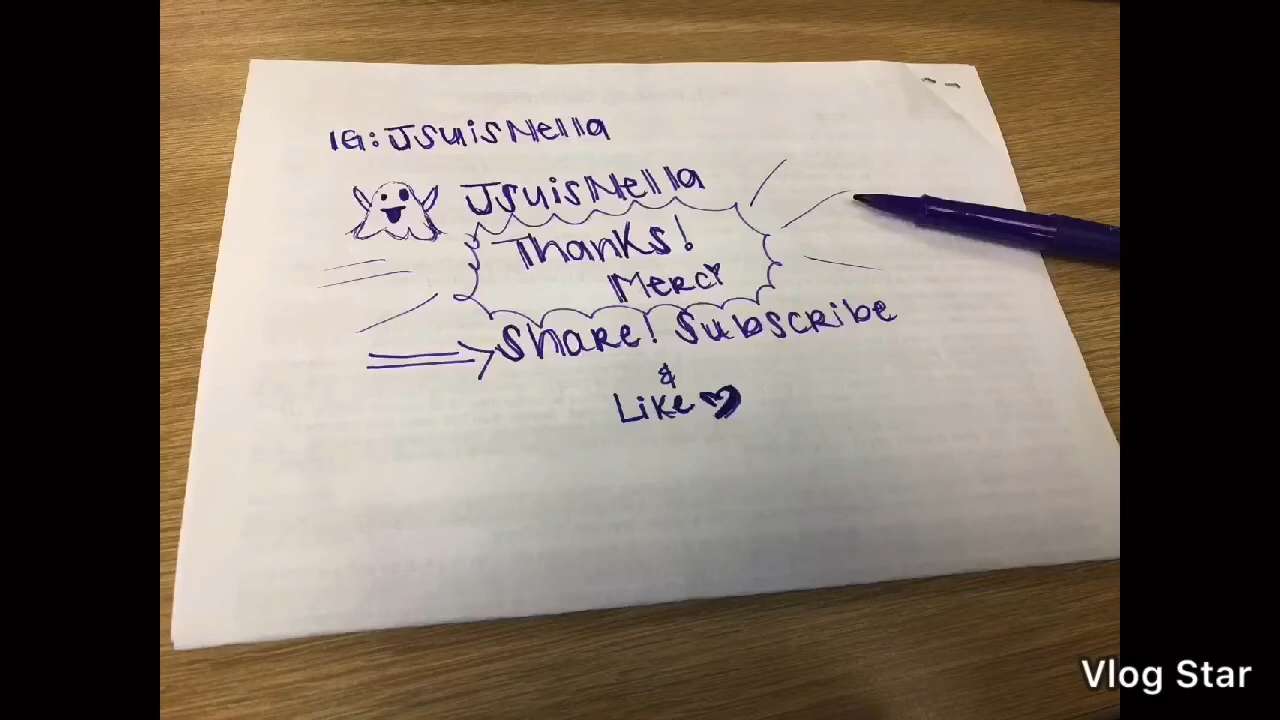 IG: JsuisNella
JsuisNella
Thanks!
Merci
Share! Subscribe
&
Like
Vlog Star